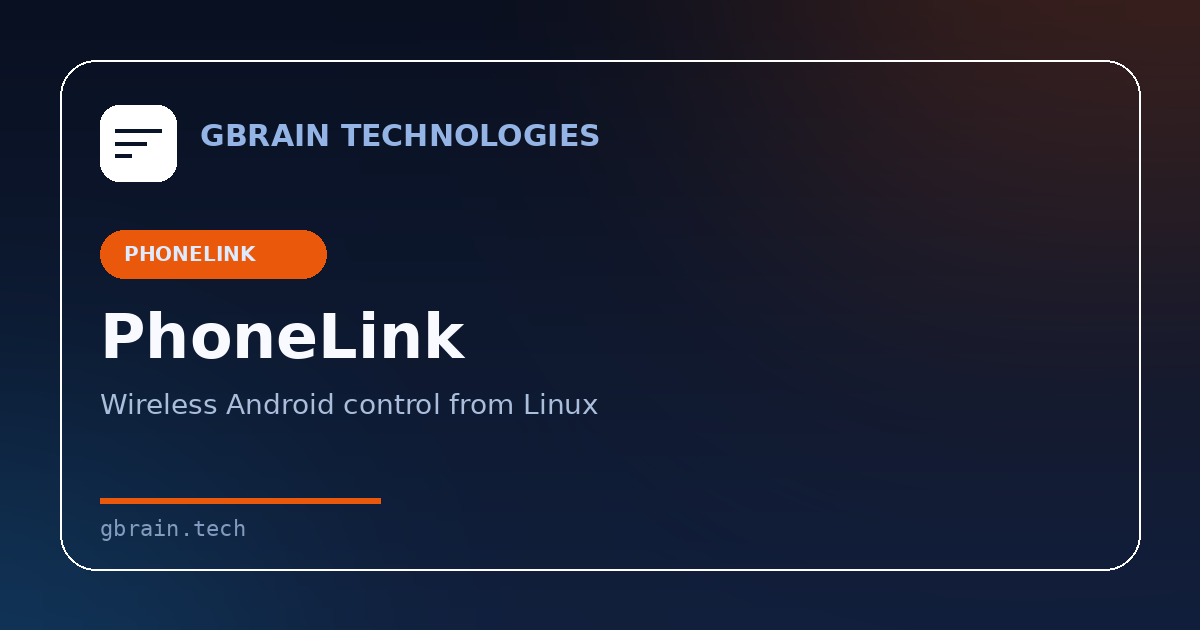 GBRAIN TECHNOLOGIES
PHONELINK
PhoneLink
Wireless Android control from Linux
gbrain.tech